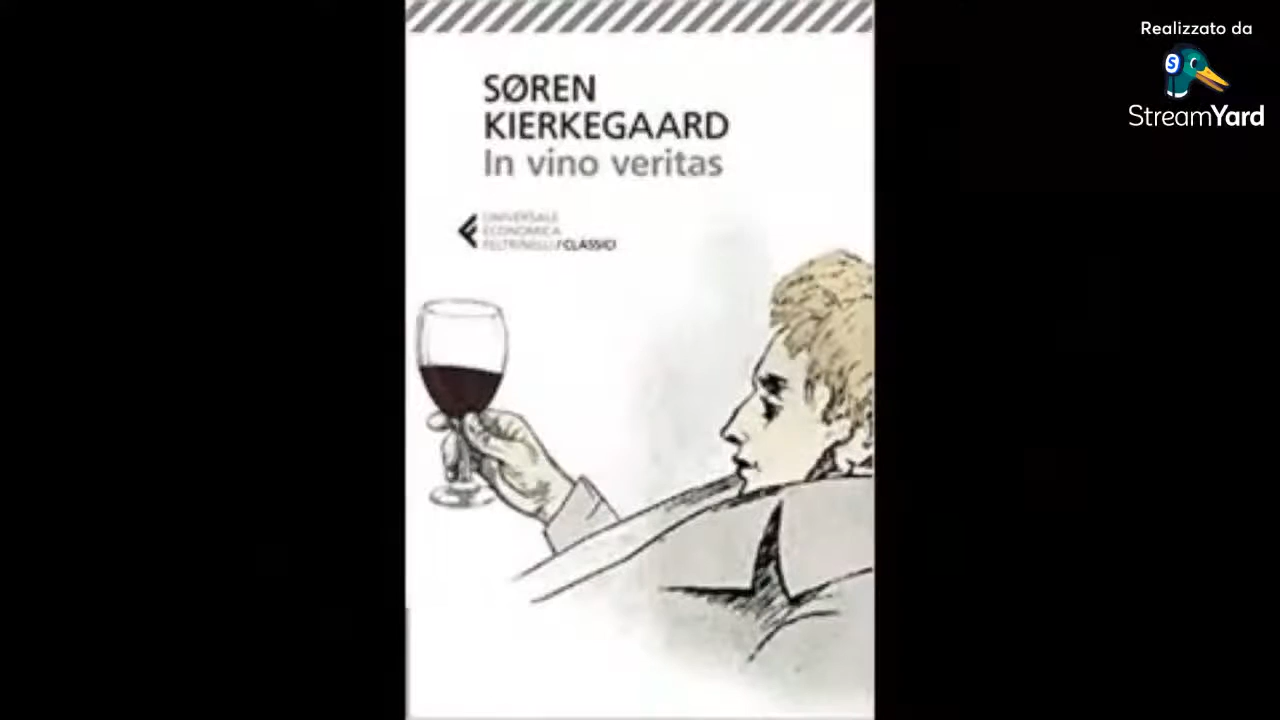 SØREN
KIERKEGAARD
In vino veritas
UNIVERSALE
ECONOMICA
FELTRINELLI/CLASSICI
Realizzato da
S
StreamYard